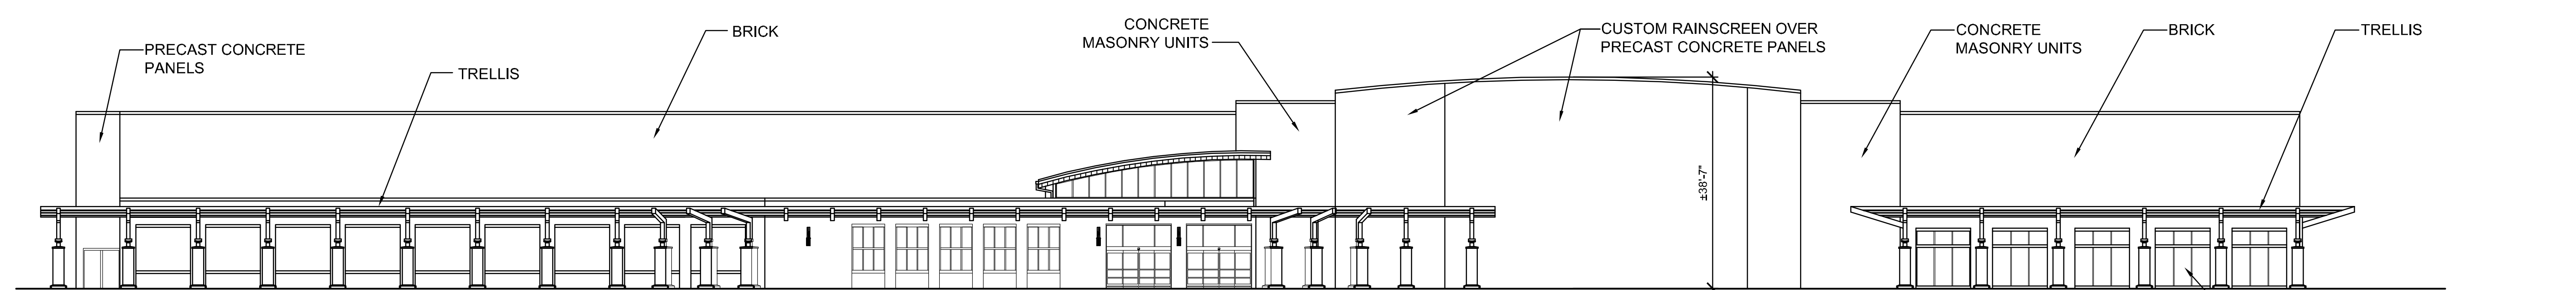 PRECAST CONCRETE
PANELS
TRELLIS
BRICK
CONCRETE
MASONRY UNITS
CUSTOM RAINSCREEN OVER
PRECAST CONCRETE PANELS
±38'-7"
CONCRETE
MASONRY UNITS
BRICK
TRELLIS